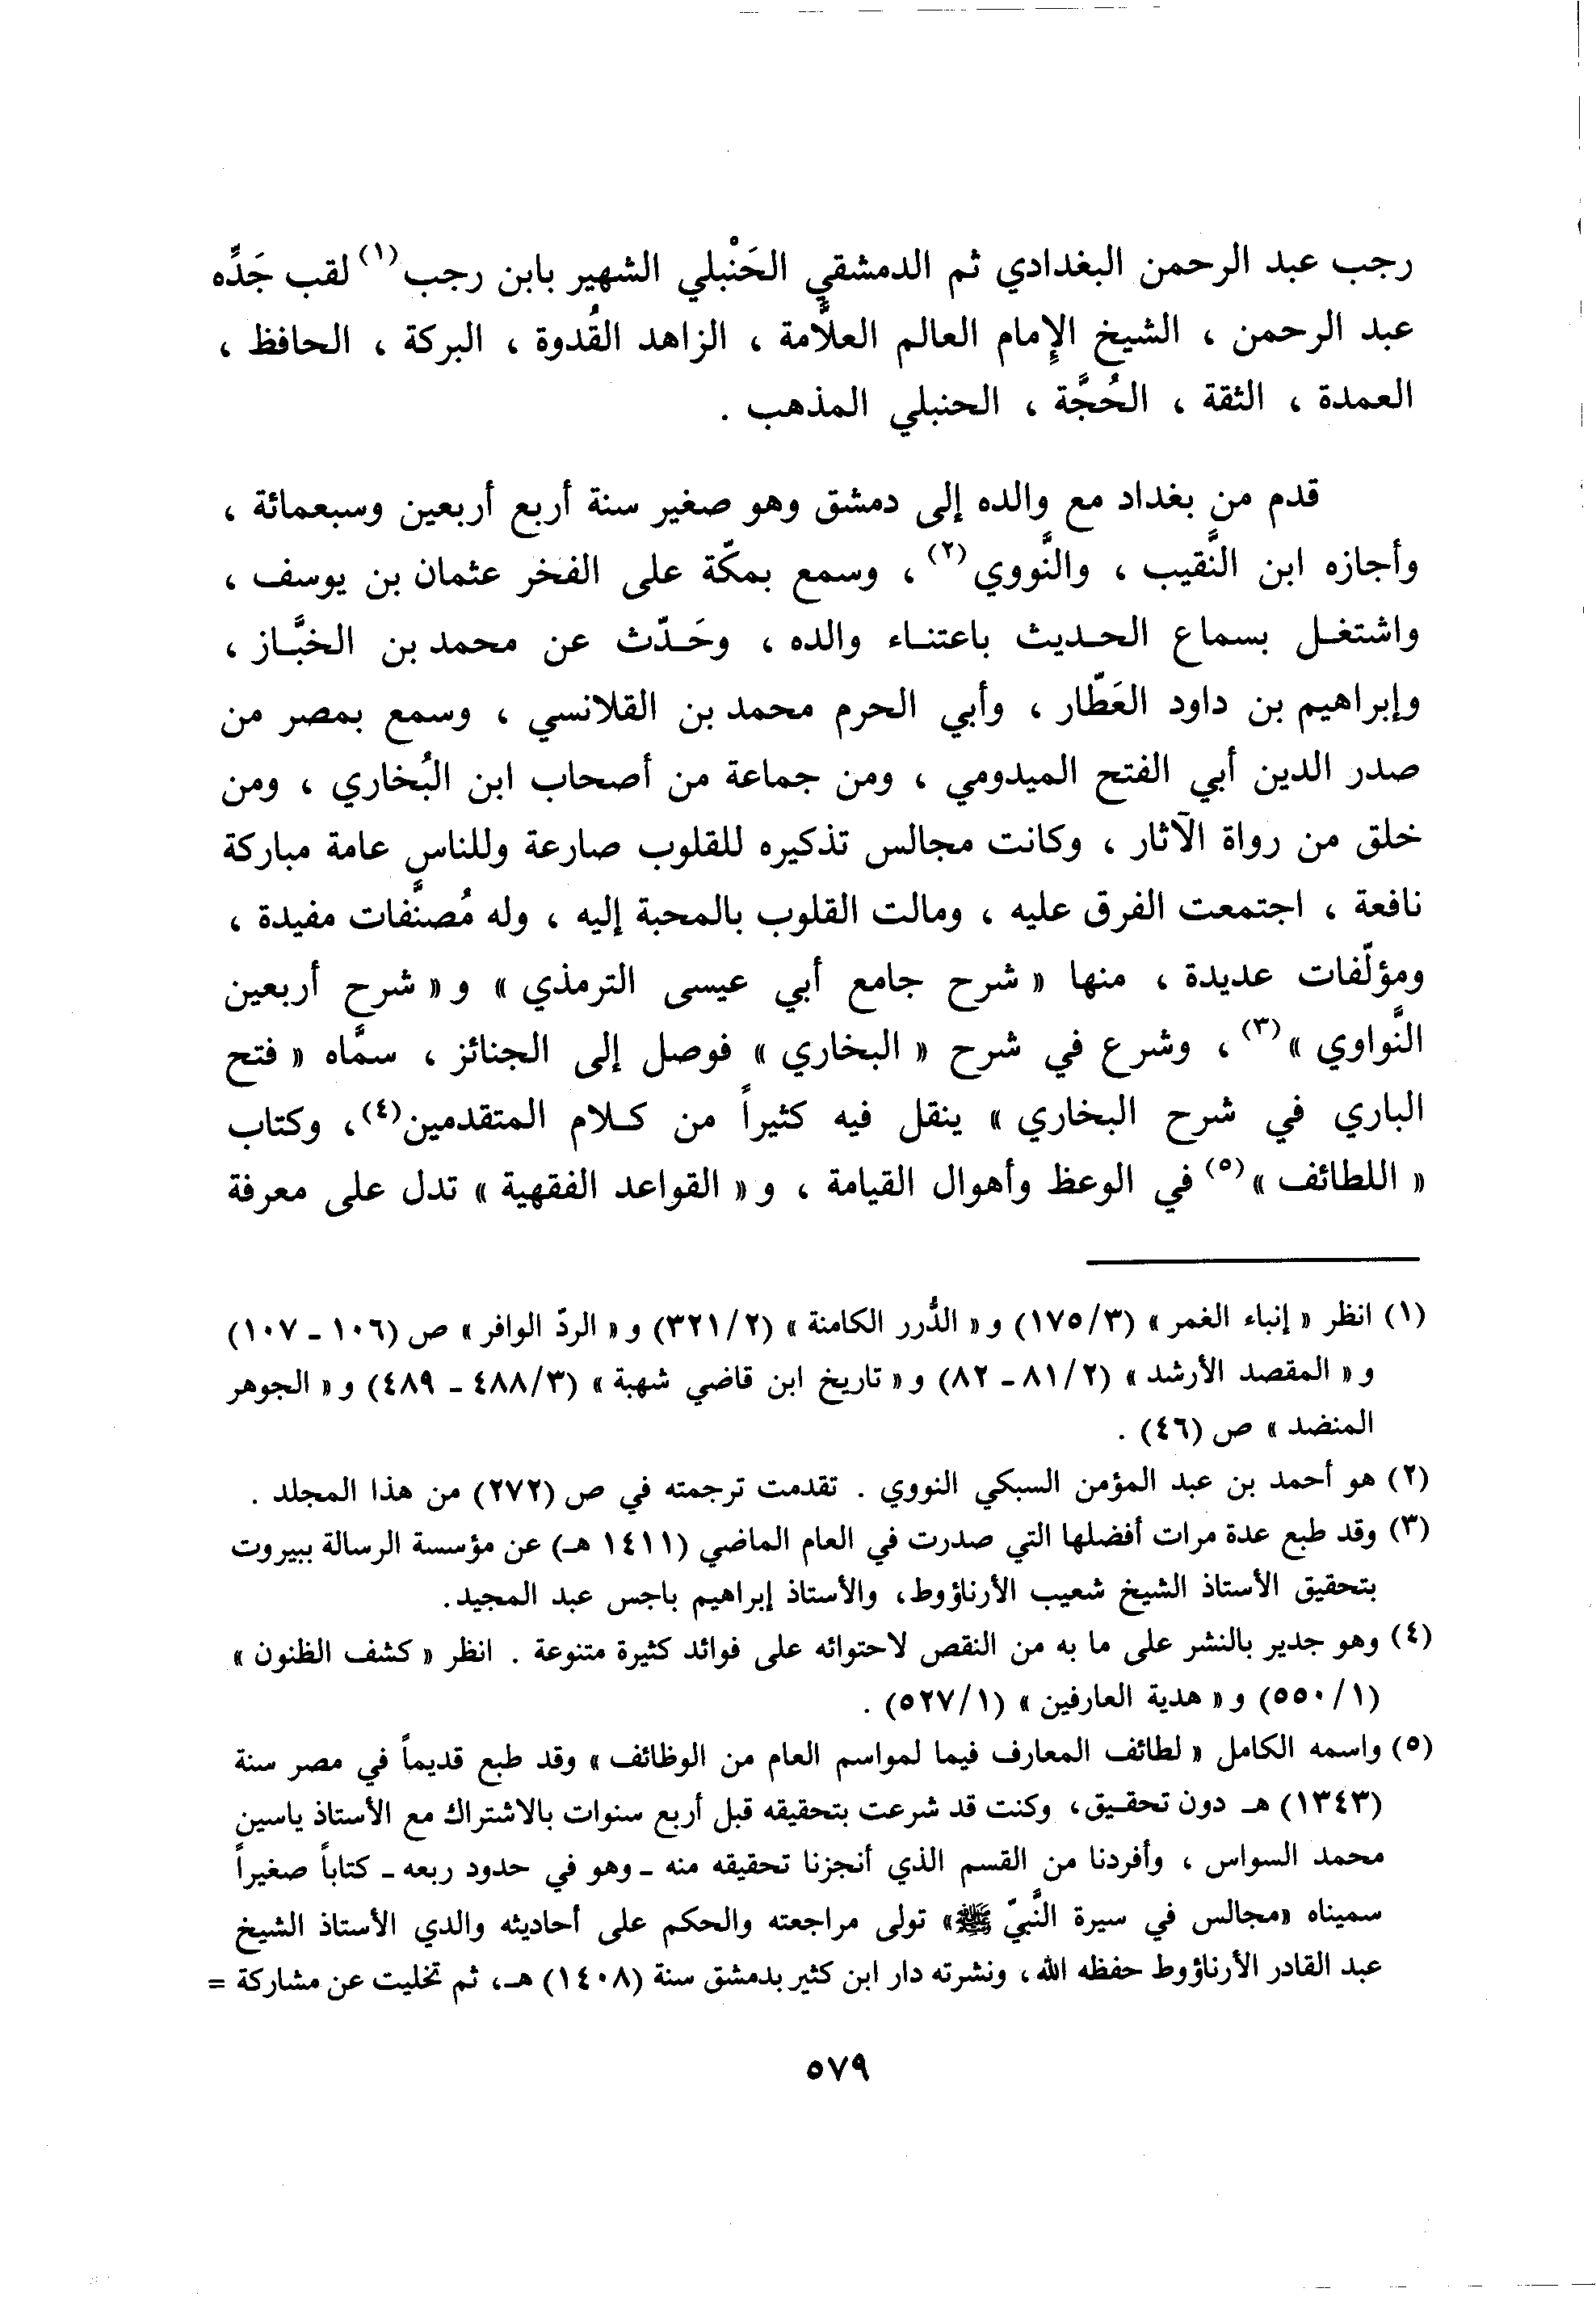 رجب عبد الرحمن البغدادي ثم الدمشقي الحَنْبلي الشهير بابن رجب(١) لقب جَدِّه
عبد الرحمن ، الشيخ الإِمام العالم العلَّامة ، الزاهد القُدوة ، البركة ، الحافظ ،
العمدة ، الثقة ، الحُجَّة ، الحنبلي المذهب .
قدم من بغداد مع والده إلى دمشق وهو صغير سنة أربع أربعين وسبعمائة ،
وأجازه ابن النَّقيب ، والنَّووي(٢) ، وسمع بمكّة على الفخر عثمان بن يوسف ،
واشتغـل بسماع الحـديث باعتنـاء والده ، وحَـدّث عن محمد بن الخبَّـاز ،
وإبراهيم بن داود العَطّار ، وأبي الحرم محمد بن القلانسي ، وسمع بمصر من
صدر الدين أبي الفتح الميدومي ، ومن جماعة من أصحاب ابن البُخاري ، ومن
خلق من رواة الآثار ، وكانت مجالس تذكيره للقلوب صارعة وللناس عامة مباركة
نافعة ، اجتمعت الفرق عليه ، ومالت القلوب بالمحبة إليه ، وله مُصنَّفات مفيدة ،
ومؤلّفات عديدة ، منها « شرح جامع أبي عيسى الترمذي » و « شرح أربعين
النَّواوي »(٣) ، وشرع في شرح « البخاري » فوصل إلى الجنائز ، سمَّاه « فتح
الباري في شرح البخاري » ينقل فيه كثيراً من كـلام المتقدمين(٤) ، وكتاب
« اللطائف »(٥) في الوعظ وأهوال القيامة ، و « القواعد الفقهية » تدل على معرفة
(١) انظر « إنباء الغمر » (٣/١٧٥) و « الدُّرر الكامنة » (٢/٣٢١) و « الردّ الوافر » ص (١٠٦ - ١٠٧)
و « المقصد الأرشد » (٢/٨١ - ٨٢) و « تاريخ ابن قاضي شهبة » (٣/٤٨٨ - ٤٨٩) و « الجوهر
المنضد » ص (٤٦) .
(٢) هو أحمد بن عبد المؤمن السبكي النووي . تقدمت ترجمته في ص (٢٧٢) من هذا المجلد .
(٣) وقد طبع عدة مرات أفضلها التي صدرت في العام الماضي (١٤١١ هـ) عن مؤسسة الرسالة ببيروت
بتحقيق الأستاذ الشيخ شعيب الأرناؤوط، والأستاذ إبراهيم باجس عبد المجيد.
(٤) وهو جدير بالنشر على ما به من النقص لاحتوائه على فوائد كثيرة متنوعة . انظر « كشف الظنون »
(١/٥٥٠) و « هدية العارفين » (١/٥٢٧) .
(٥) واسمه الكامل « لطائف المعارف فيما لمواسم العام من الوظائف » وقد طبع قديماً في مصر سنة
(١٣٤٣) هـ دون تحقـيق، وكنت قد شرعت بتحقيقه قبل أربع سنوات بالاشتراك مع الأستاذ ياسين
محمد السواس ، وأفردنا من القسم الذي أنجزنا تحقيقه منه - وهو في حدود ربعه - كتاباً صغيراً
سميناه «مجالس في سيرة النَّبيّ ﷺ» تولى مراجعته والحكم على أحاديثه والدي الأستاذ الشيخ
عبد القادر الأرناؤوط حفظه الله، ونشرته دار ابن كثير بدمشق سنة (١٤٠٨) هـ، ثم تخليت عن مشاركة =
٥٧٩